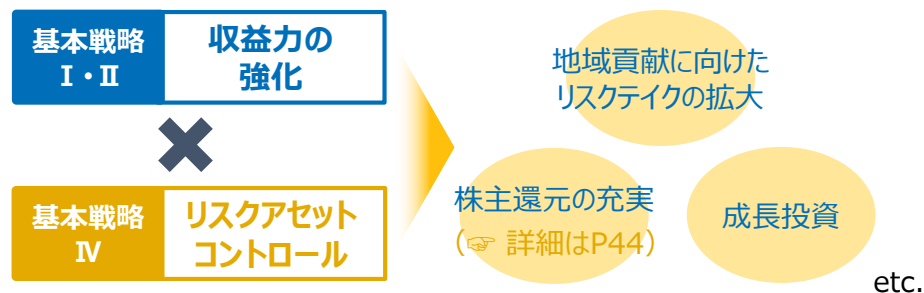 基本戦略
Ⅰ・Ⅱ
収益力の
強化
基本戦略
Ⅳ
リスクアセット
コントロール
地域貢献に向けた
リスクテイクの拡大
株主還元の充実
（☞ 詳細はP44）
成長投資
etc.